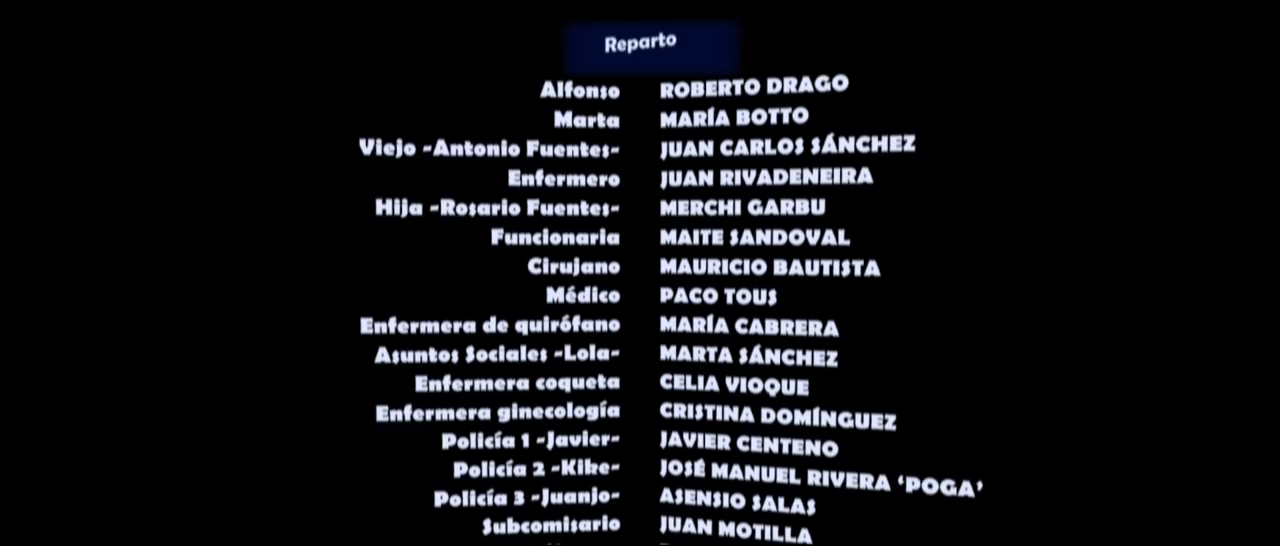 Reparto
Alfonso ROBERTO DRAGO
Marta MARÍA BOTTO
Viejo -Antonio Fuentes- JUAN CARLOS SÁNCHEZ
Enfermero JUAN RIVADENEIRA
Hija -Rosario Fuentes- MERCHI GARBU
Funcionaria MAITE SANDOVAL
Cirujano MAURICIO BAUTISTA
Médico PACO TOUS
Enfermera de quirófano MARÍA CABRERA
Asuntos Sociales -Lola- MARTA SÁNCHEZ
Enfermera coqueta CELIA VIOQUE
Enfermera ginecología CRISTINA DOMÍNGUEZ
Policía 1 -Javier- JAVIER CENTENO
Policía 2 -Kike- JOSÉ MANUEL RIVERA ‘POGA’
Policía 3 -Juanjo- ASENSIO SALAS
Subcomisario JUAN MOTILLA